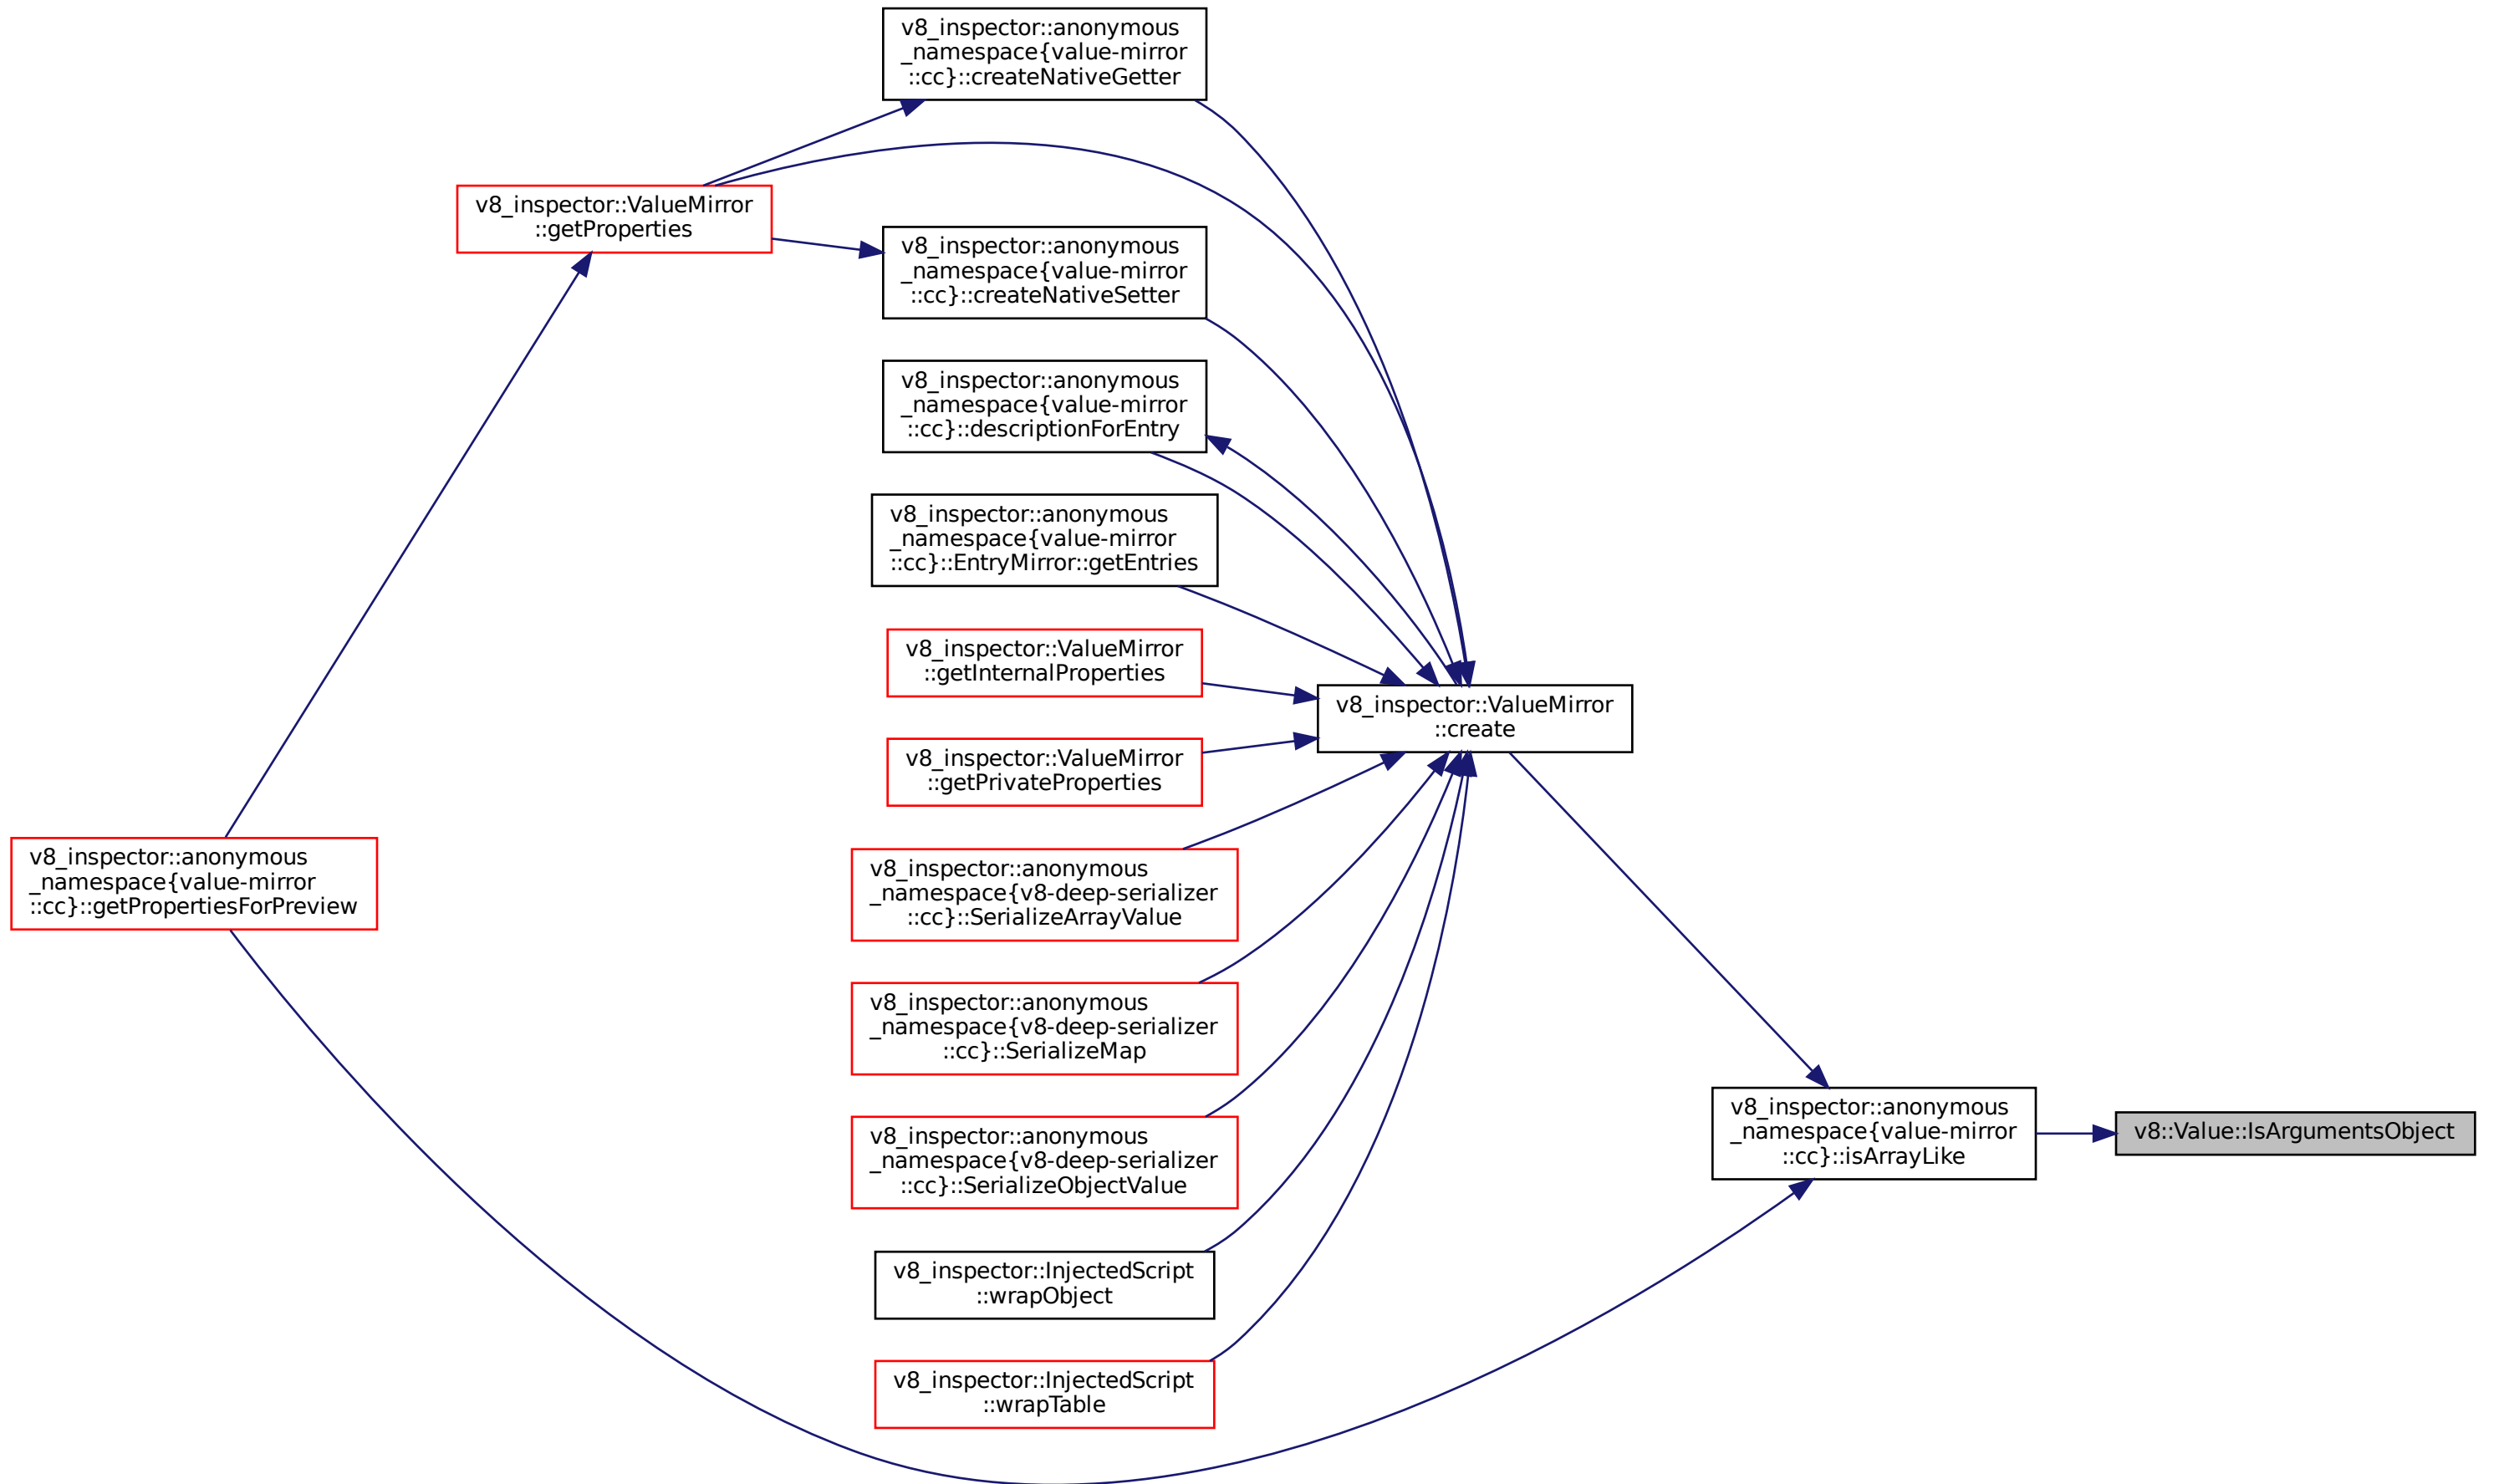 v8_inspector::anonymous
_namespace{value-mirror
::cc}::createNativeGetter
v8_inspector::ValueMirror
::getProperties
v8_inspector::anonymous
_namespace{value-mirror
::cc}::createNativeSetter
v8_inspector::anonymous
_namespace{value-mirror
::cc}::descriptionForEntry
v8_inspector::anonymous
_namespace{value-mirror
::cc}::EntryMirror::getEntries
v8_inspector::ValueMirror
::getInternalProperties
v8_inspector::ValueMirror
::create
v8_inspector::ValueMirror
::getPrivateProperties
v8_inspector::anonymous
_namespace{value-mirror
::cc}::getPropertiesForPreview
v8_inspector::anonymous
_namespace{v8-deep-serializer
::cc}::SerializeArrayValue
v8_inspector::anonymous
_namespace{v8-deep-serializer
::cc}::SerializeMap
v8_inspector::anonymous
_namespace{value-mirror
::cc}::isArrayLike
v8::Value::IsArgumentsObject
v8_inspector::anonymous
_namespace{v8-deep-serializer
::cc}::SerializeObjectValue
v8_inspector::InjectedScript
::wrapObject
v8_inspector::InjectedScript
::wrapTable